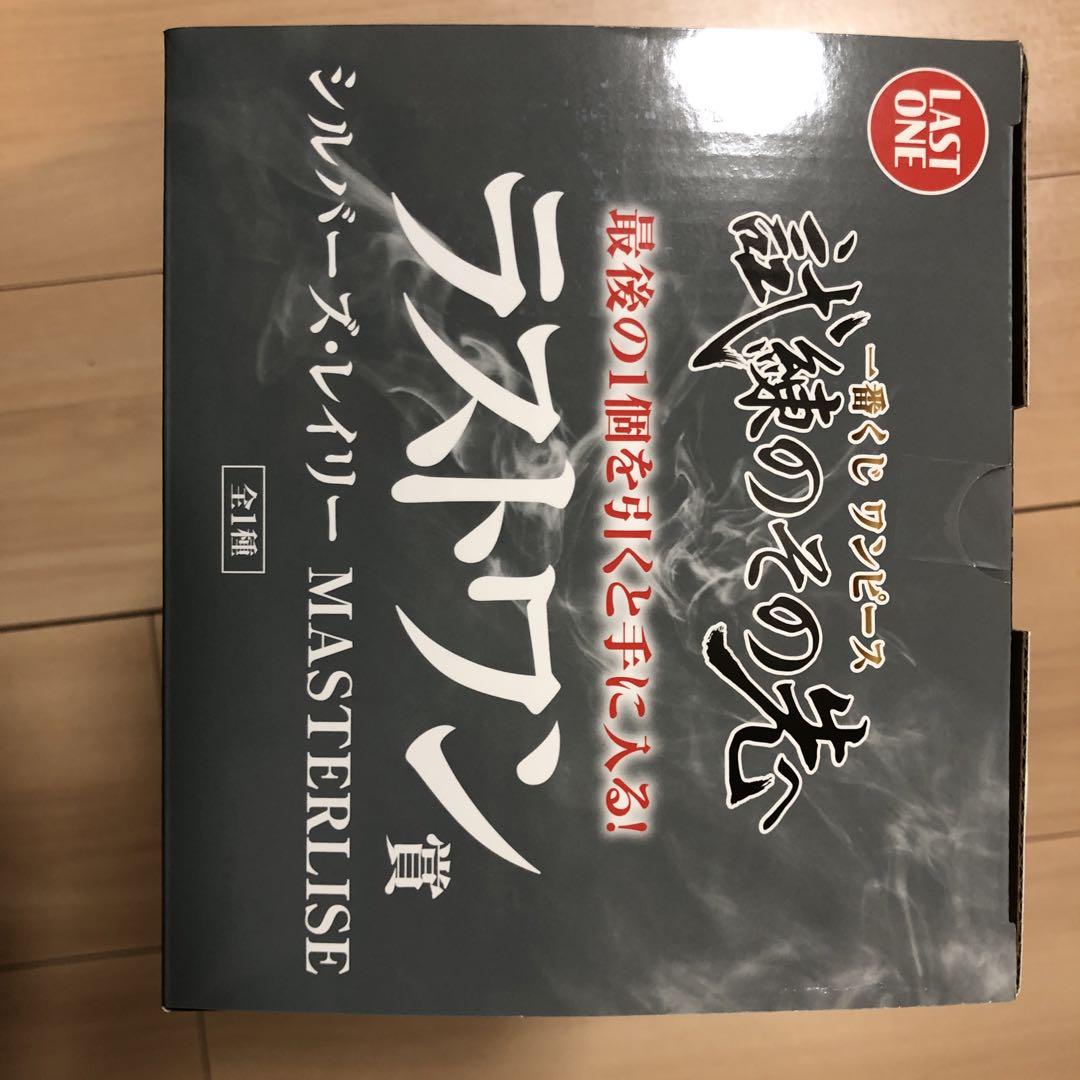 LAST
ONE
一番くじ ワンピース
試練のその先へ
最後の1個を引くと手に入る!
ラストワン賞
シルバーズ・レイリー MASTERLISE
全1種